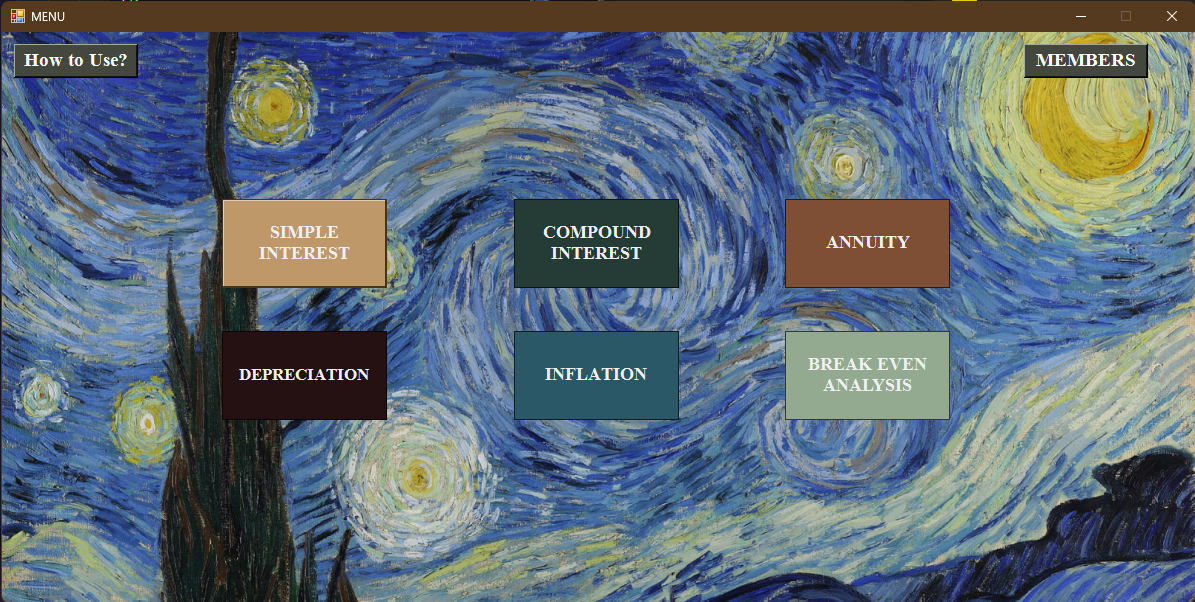 MENU
How to Use?
MEMBERS
SIMPLE
INTEREST
COMPOUND
INTEREST
ANNUITY
DEPRECIATION
INFLATION
BREAK EVEN
ANALYSIS